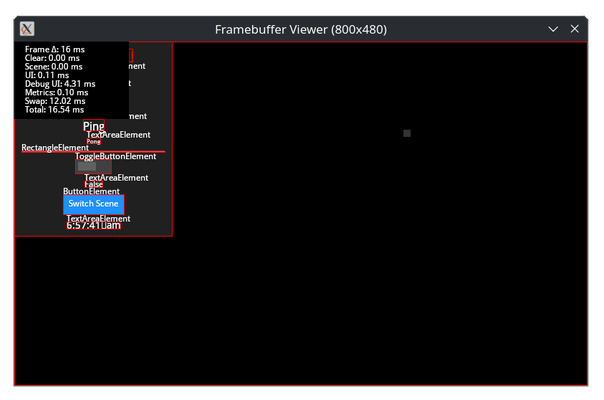 Framebuffer Viewer (800x480)
Frame Δ: 16 ms
Clear: 0.00 ms
Scene: 0.00 ms
UI: 0.11 ms
Debug UI: 4.31 ms
Metrics: 0.10 ms
Swap: 12.02 ms
Total: 16.54 ms
Ping
TextAreaElement
Pong
RectangleElement
ToggleButtonElement
TextAreaElement
False
ButtonElement
Switch Scene
TextAreaElement
6:57:41▯am